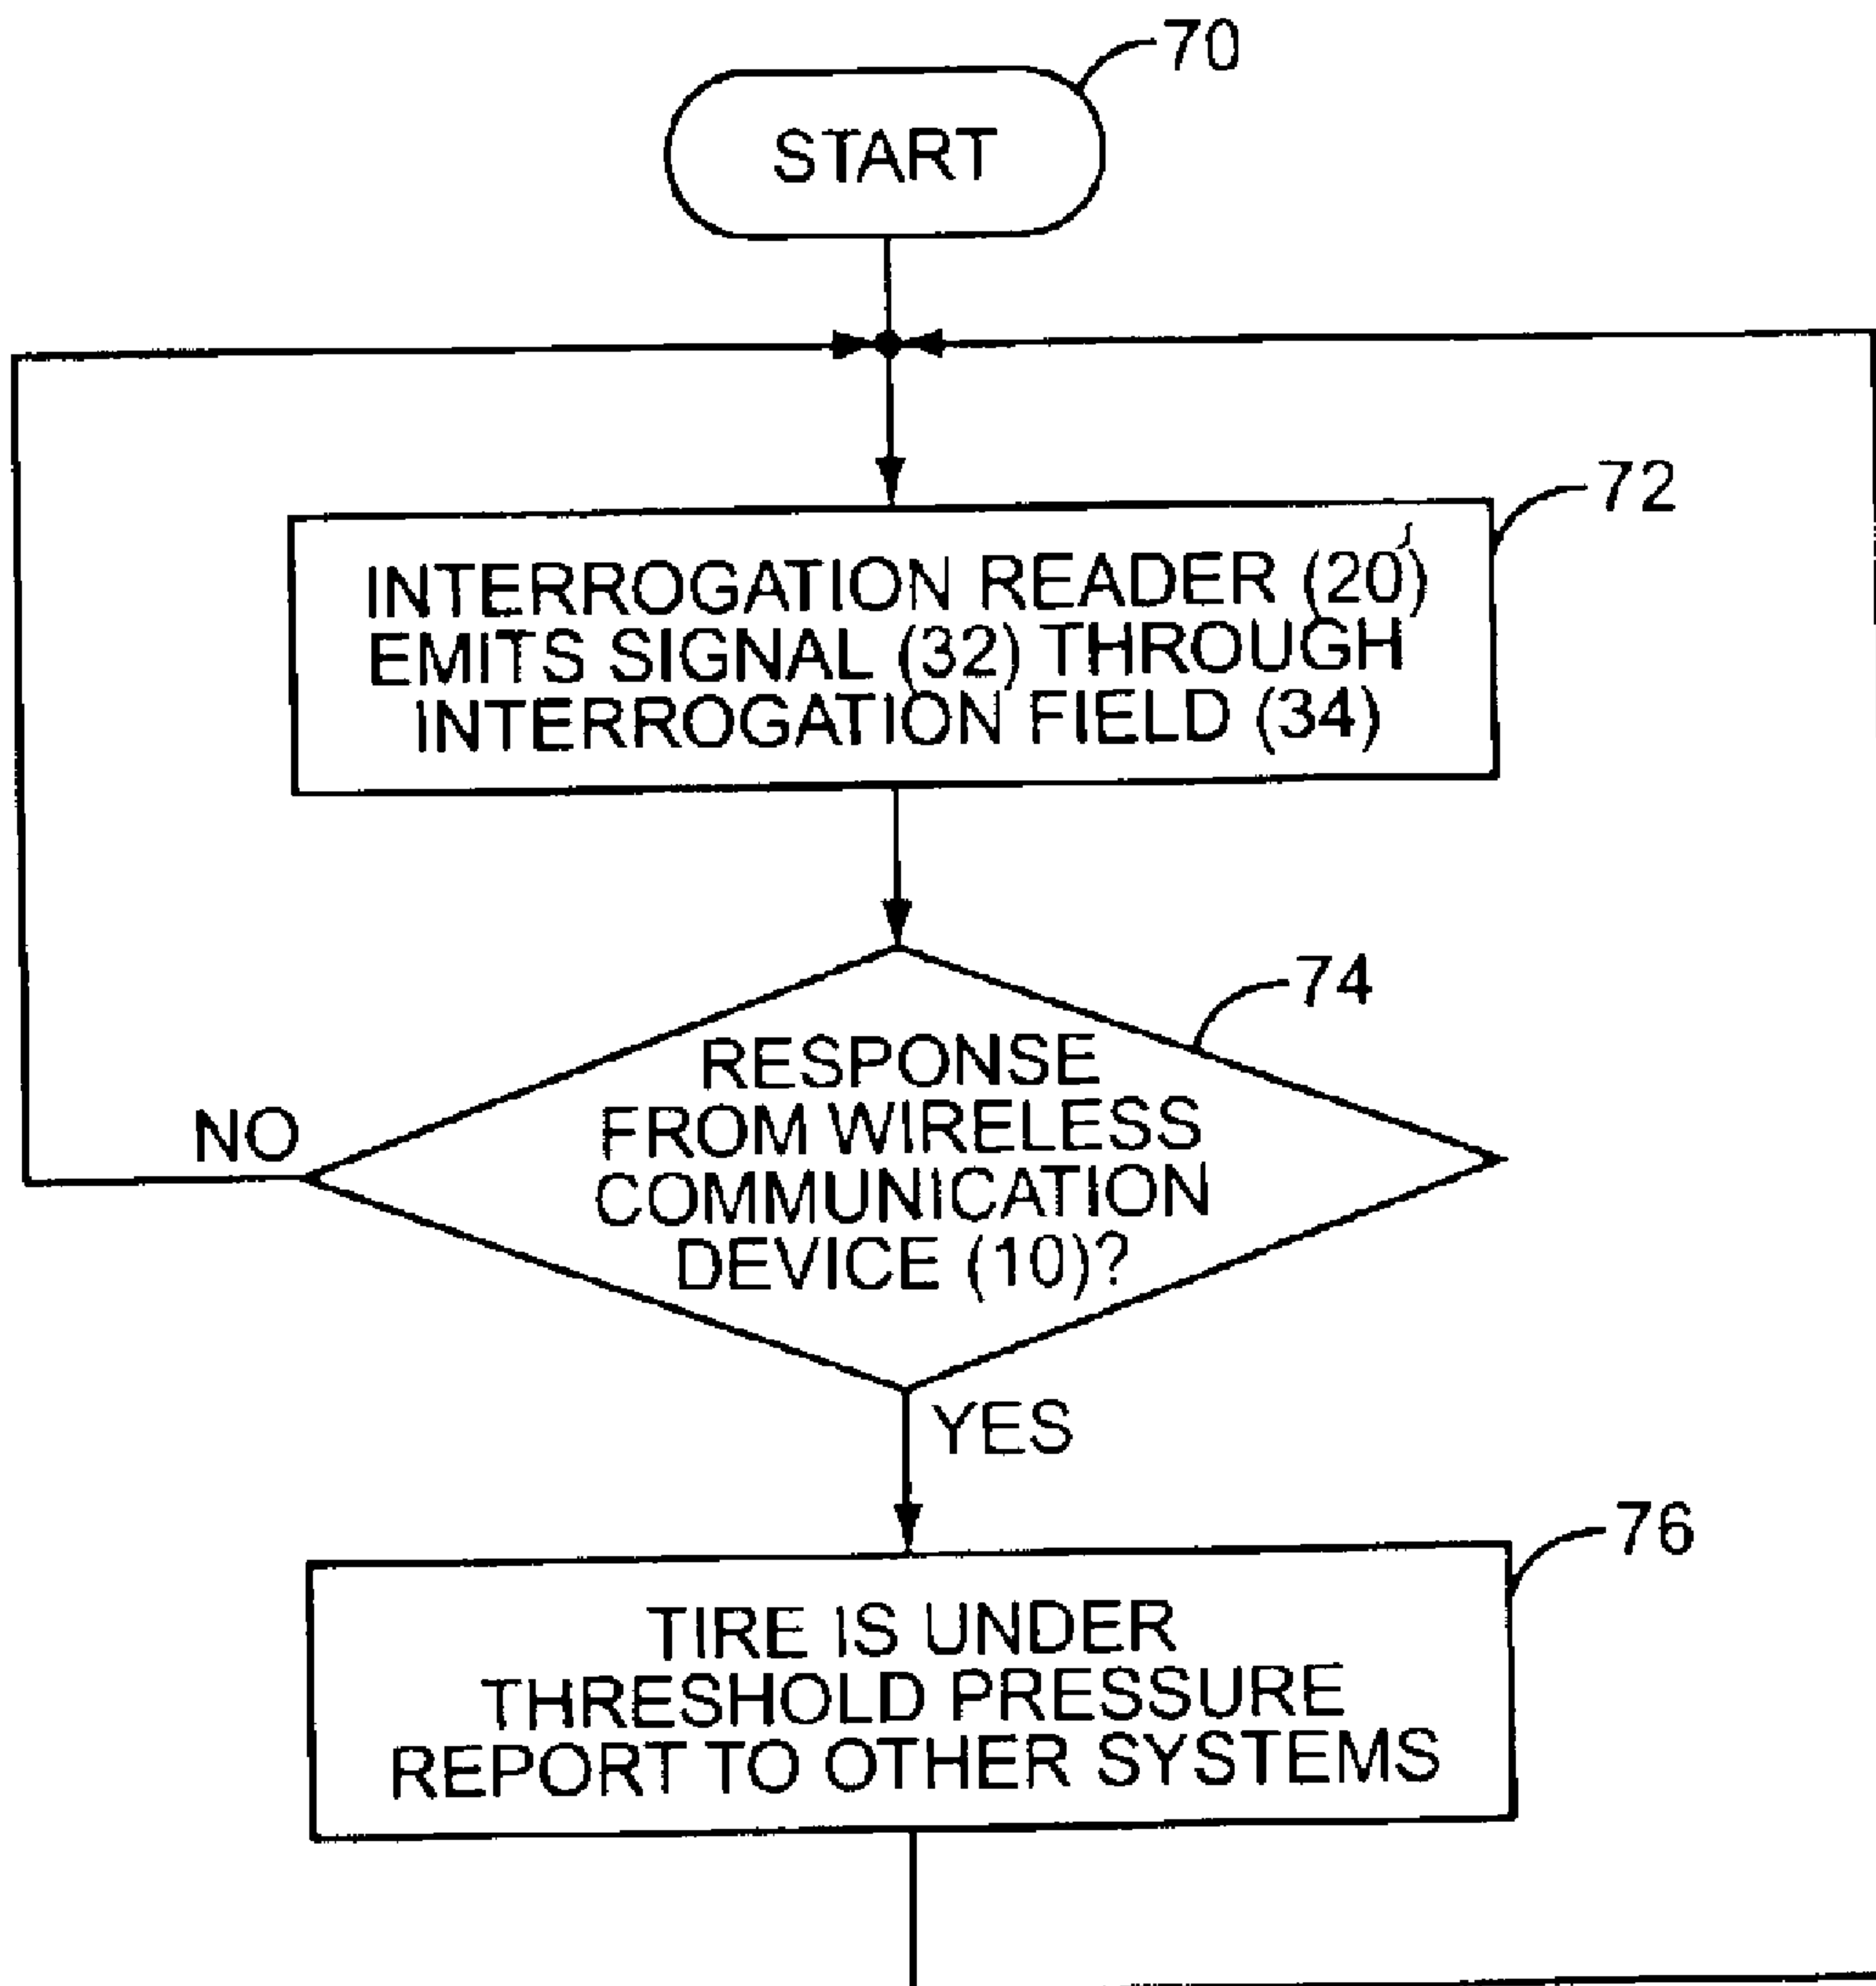 70
START
72
INTERROGATION READER (20)
EMITS SIGNAL (32) THROUGH
INTERROGATION FIELD (34)
74
RESPONSE
FROM WIRELESS
COMMUNICATION
DEVICE (10)?
NO
YES
76
TIRE IS UNDER
THRESHOLD PRESSURE
REPORT TO OTHER SYSTEMS